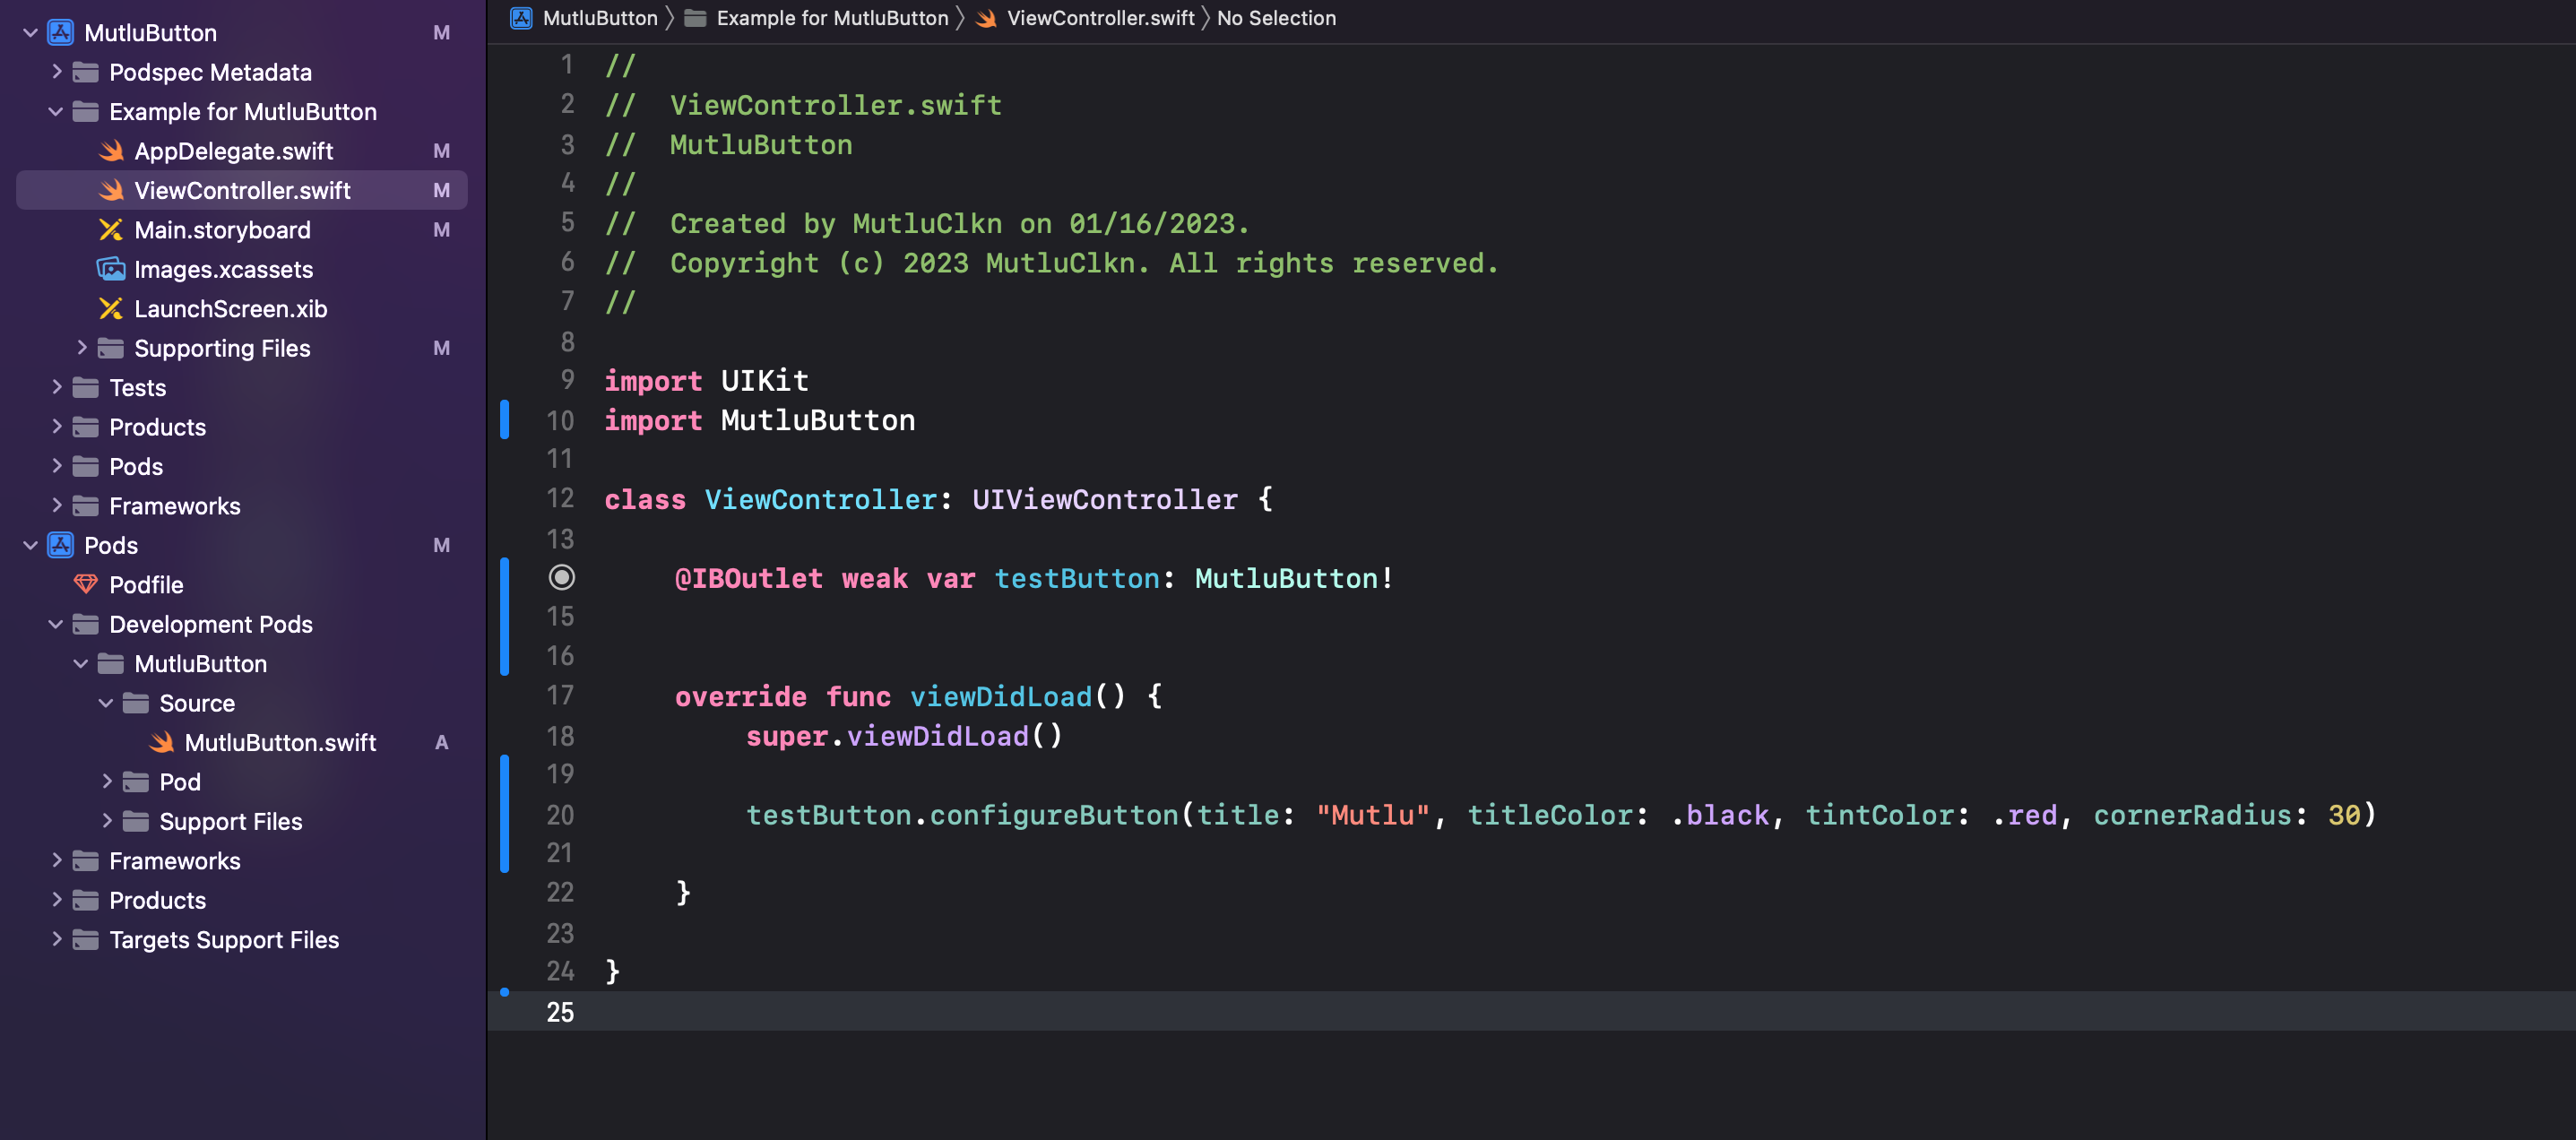 MutluButton M
Podspec Metadata
Example for MutluButton
AppDelegate.swift M
ViewController.swift M
Main.storyboard M
Images.xcassets
LaunchScreen.xib
Supporting Files M
Tests
Products
Pods
Frameworks
Pods M
Podfile
Development Pods
MutluButton
Source
MutluButton.swift A
Pod
Support Files
Frameworks
Products
Targets Support Files
MutluButton 〉 Example for MutluButton 〉 ViewController.swift 〉 No Selection
1 //
2 //  ViewController.swift
3 //  MutluButton
4 //
5 //  Created by MutluClkn on 01/16/2023.
6 //  Copyright (c) 2023 MutluClkn. All rights reserved.
7 //
8
9 import UIKit
10 import MutluButton
11
12 class ViewController: UIViewController {
13
@IBOutlet weak var testButton: MutluButton!
15
16
17     override func viewDidLoad() {
18         super.viewDidLoad()
19
20         testButton.configureButton(title: "Mutlu", titleColor: .black, tintColor: .red, cornerRadius: 30)
21
22     }
23
24 }
25